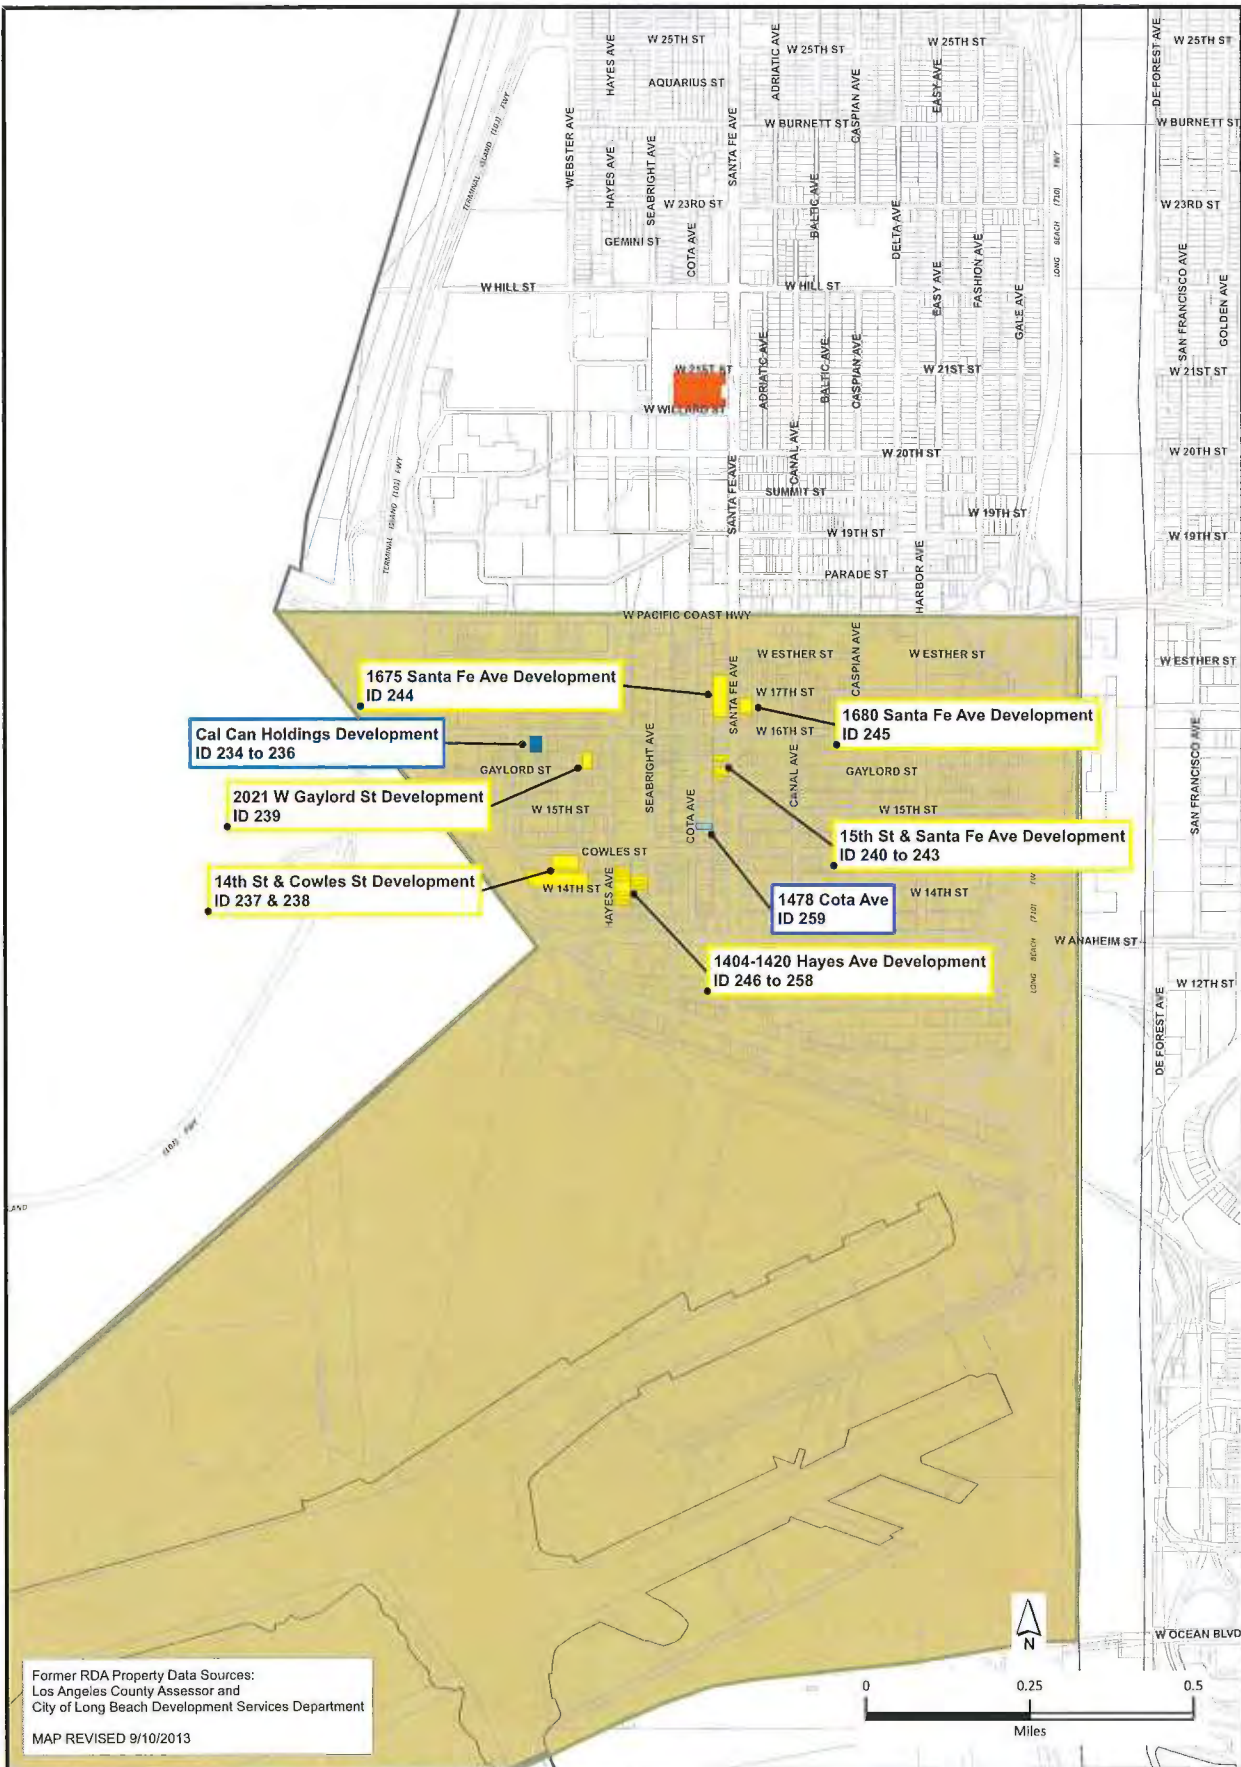 W 25TH ST
W 25TH ST
W 25TH ST
W 25TH ST
HAYES AVE
ADRIATIC AVE
DE FOREST AVE
AQUARIUS ST
CASPIAN AVE
EASY AVE
TERMINAL ISLAND (103) FWY
WEBSTER AVE
SANTA FE AVE
W BURNETT ST
W BURNETT ST
HAYES AVE
SEABRIGHT AVE
LONG BEACH (710) FWY
W 23RD ST
BALTIC AVE
DELTA AVE
W 23RD ST
GEMINI ST
COTA AVE
EASY AVE
FASHION AVE
GALE AVE
SAN FRANCISCO AVE
GOLDEN AVE
W HILL ST
W HILL ST
ADRIATIC AVE
BALTIC AVE
CASPIAN AVE
W 21ST ST
W 21ST ST
W 21ST ST
W WILLARD ST
CANAL AVE
W 20TH ST
W 20TH ST
SANTA FE AVE
SUMMIT ST
W 19TH ST
TERMINAL ISLAND (103) FWY
W 19TH ST
W 19TH ST
PARADE ST
HARBOR AVE
W PACIFIC COAST HWY
W ESTHER ST
W ESTHER ST
W ESTHER ST
CASPIAN AVE
SANTA FE AVE
1675 Santa Fe Ave Development
ID 244
W 17TH ST
1680 Santa Fe Ave Development
ID 245
Cal Can Holdings Development
ID 234 to 236
W 16TH ST
SEABRIGHT AVE
GAYLORD ST
CANAL AVE
GAYLORD ST
SAN FRANCISCO AVE
2021 W Gaylord St Development
ID 239
W 15TH ST
COTA AVE
W 15TH ST
15th St & Santa Fe Ave Development
ID 240 to 243
COWLES ST
14th St & Cowles St Development
ID 237 & 238
W 14TH ST
HAYES AVE
W 14TH ST
1478 Cota Ave
ID 259
LONG BEACH (710) FWY
W ANAHEIM ST
1404-1420 Hayes Ave Development
ID 246 to 258
W 12TH ST
DE FOREST AVE
(103) FWY
LAND
N
W OCEAN BLVD
Former RDA Property Data Sources:
Los Angeles County Assessor and
City of Long Beach Development Services Department
MAP REVISED 9/10/2013
0 0.25 0.5
Miles